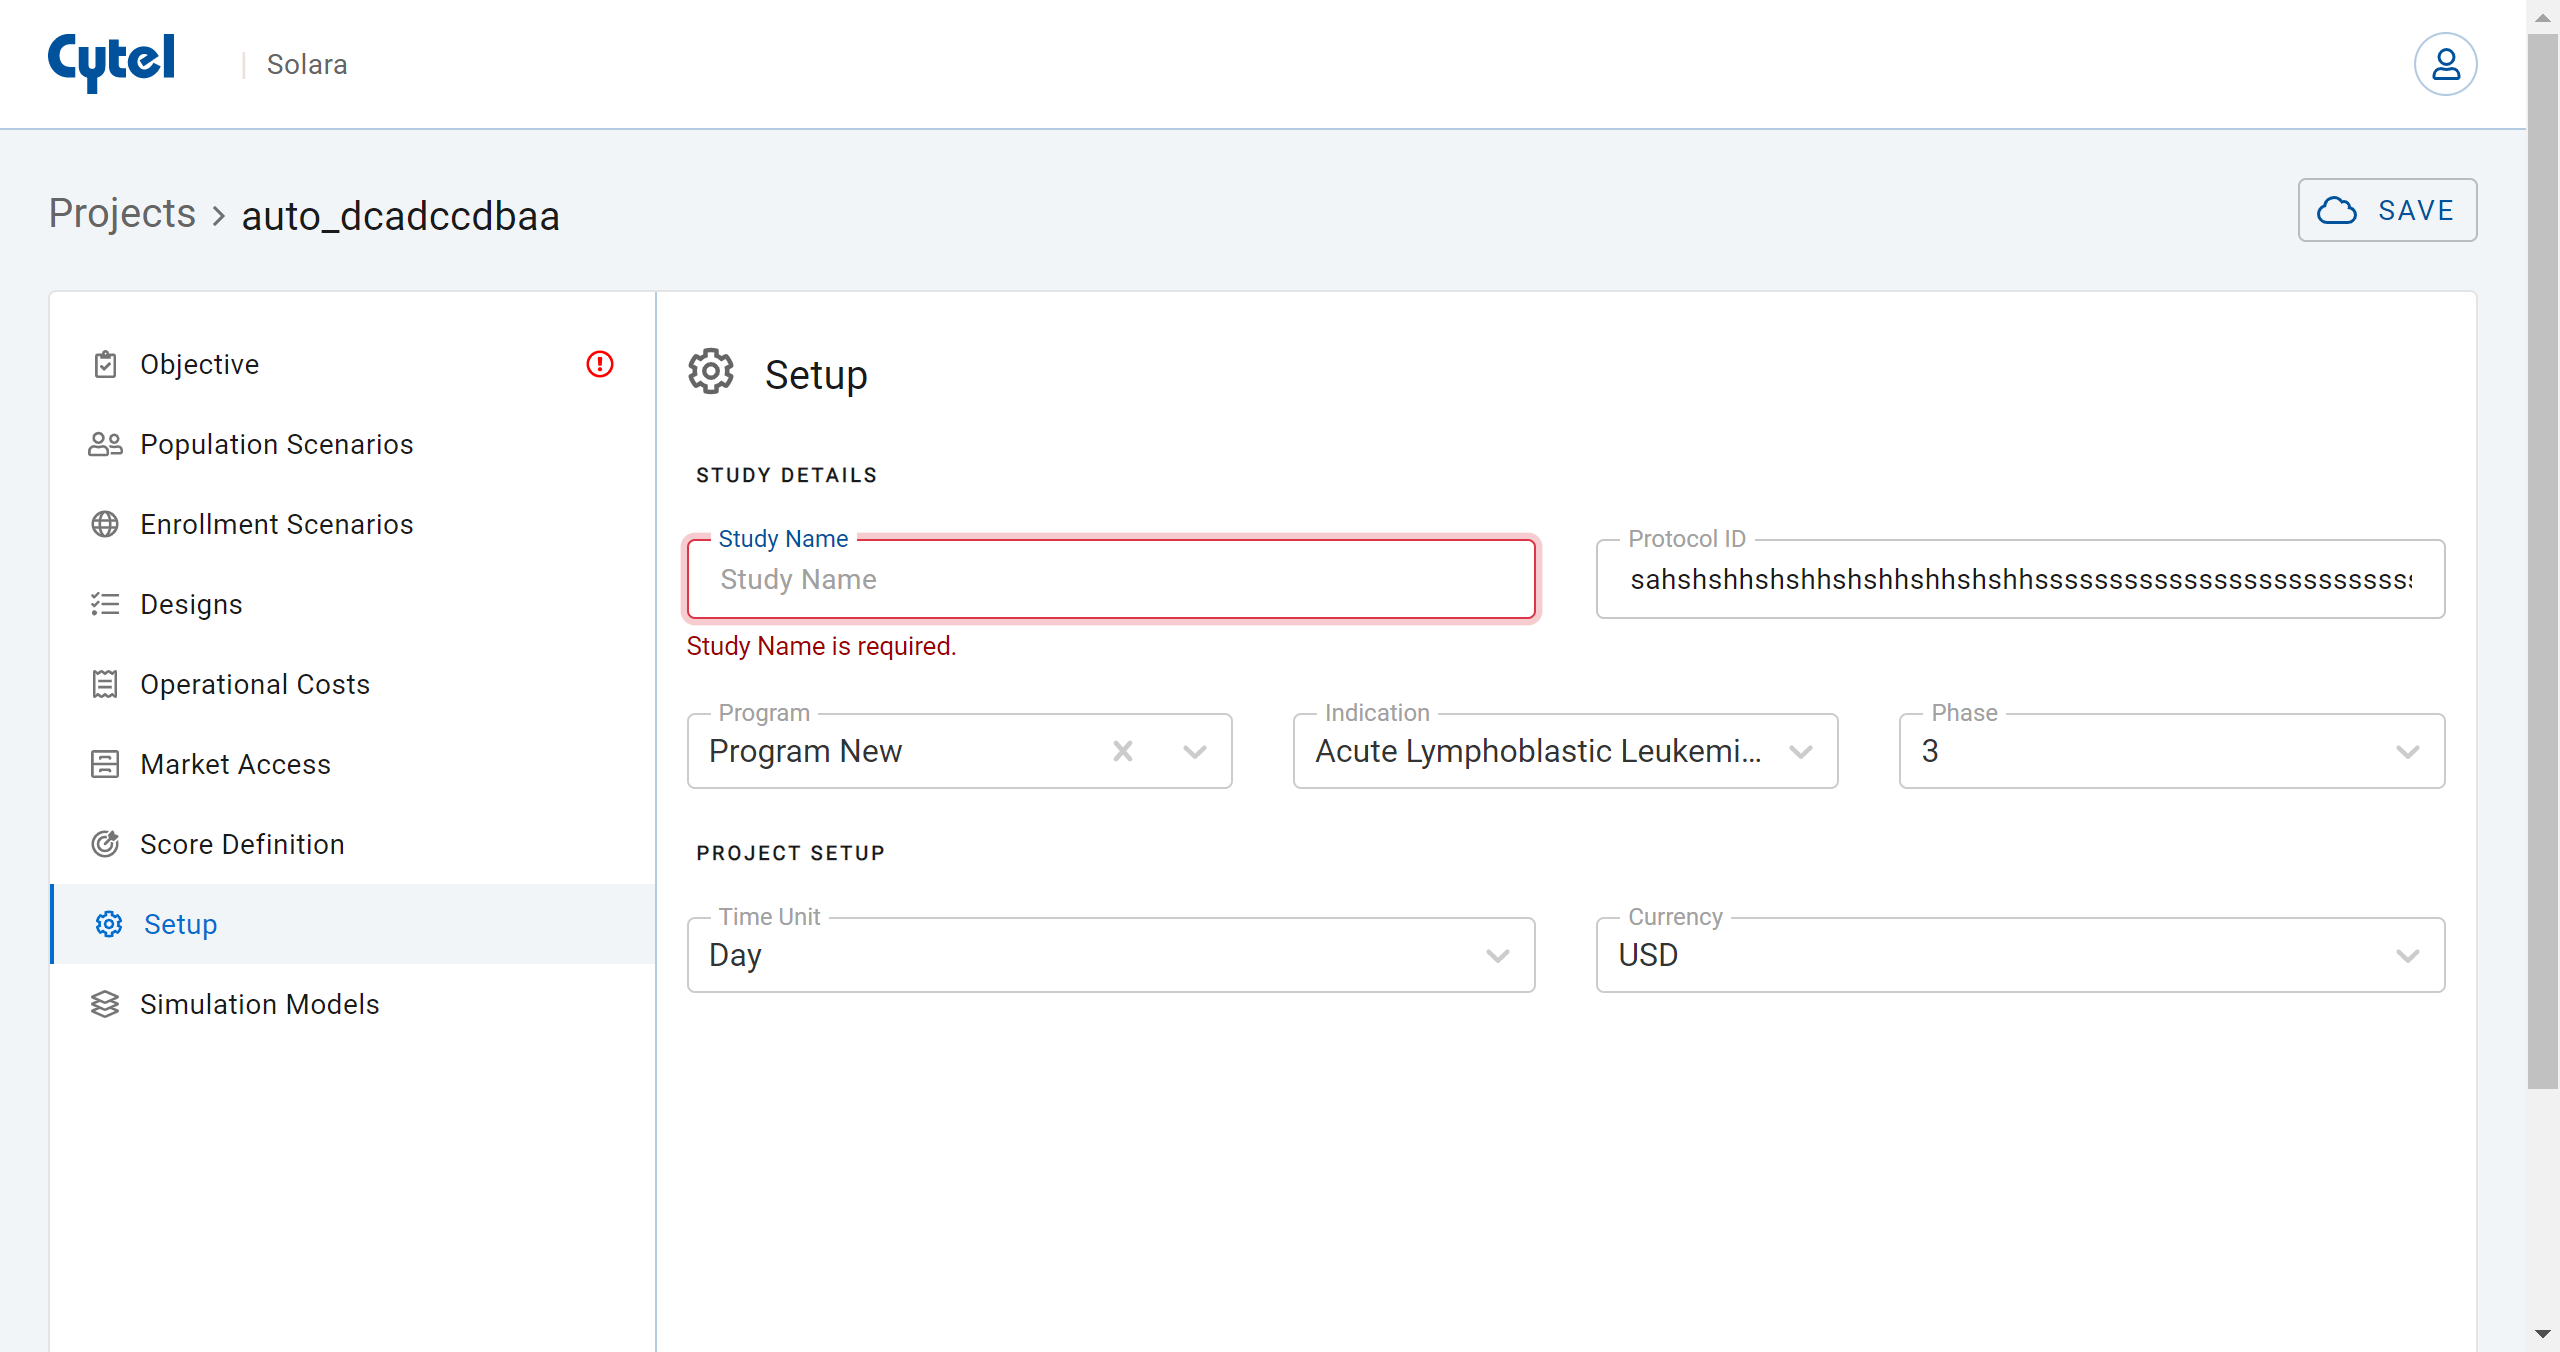 Cytel
Solara
Projects > auto_dcadccdbaa
SAVE
Objective
Population Scenarios
Enrollment Scenarios
Designs
Operational Costs
Market Access
Score Definition
Setup
Simulation Models
Setup
STUDY DETAILS
Study Name
Study Name
Study Name is required.
Protocol ID
Program
Program New
Indication
Acute Lymphoblastic Leukemi...
Phase
3
PROJECT SETUP
Time Unit
Day
Currency
USD